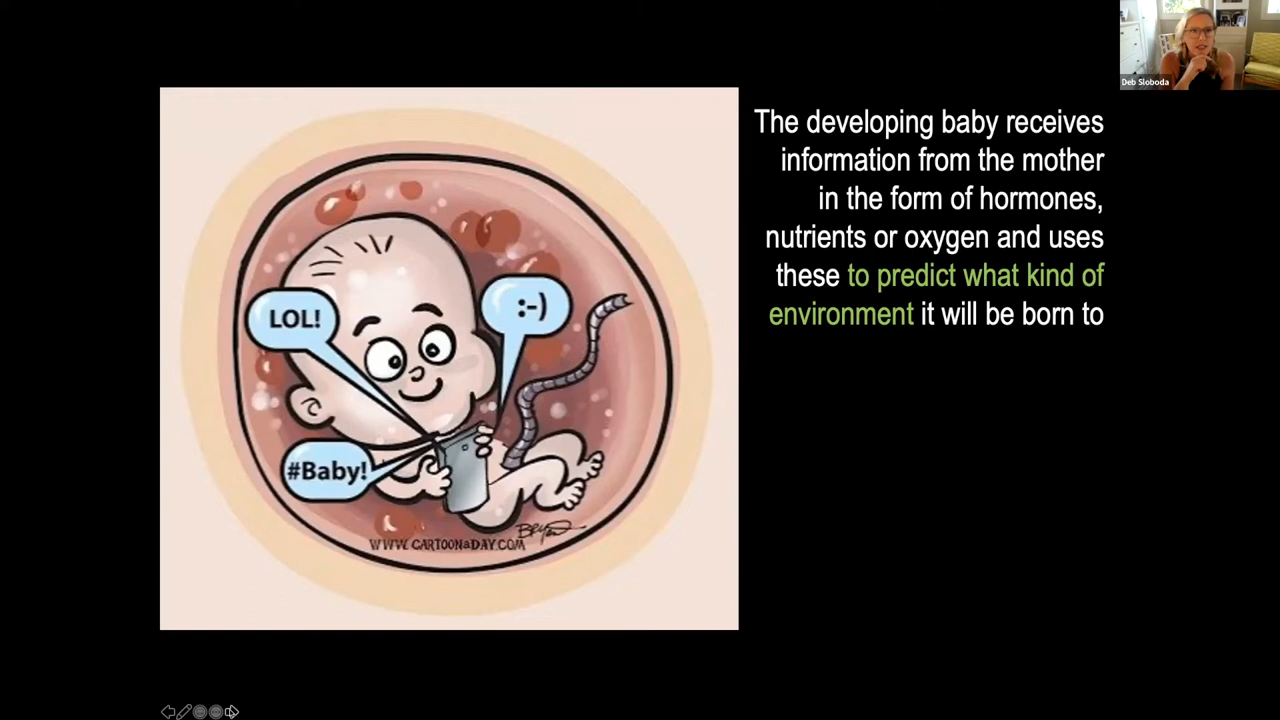 Deb Sloboda
The developing baby receives
information from the mother
in the form of hormones,
nutrients or oxygen and uses
these to predict what kind of
environment it will be born to
LOL!
:-)
#Baby!
WWW.CARTOONADAY.COM